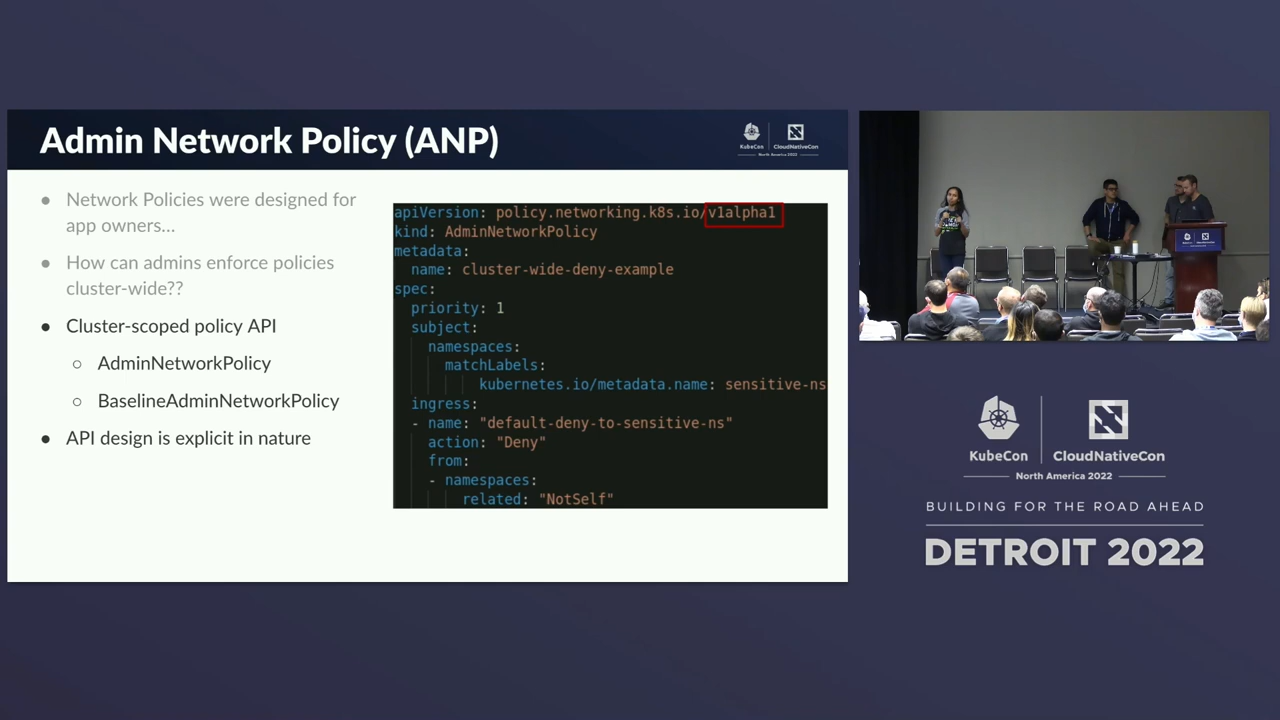 Admin Network Policy (ANP)
KubeCon
CloudNativeCon
North America 2022
● Network Policies were designed for
app owners...
● How can admins enforce policies
cluster-wide??
● Cluster-scoped policy API
○ AdminNetworkPolicy
○ BaselineAdminNetworkPolicy
● API design is explicit in nature
apiVersion: policy.networking.k8s.io/v1alpha1
kind: AdminNetworkPolicy
metadata:
name: cluster-wide-deny-example
spec:
priority: 1
subject:
namespaces:
matchLabels:
kubernetes.io/metadata.name: sensitive-ns
ingress:
- name: "default-deny-to-sensitive-ns"
action: "Deny"
from:
- namespaces:
related: "NotSelf"
KubeCon
CloudNativeCon
North America 2022
BUILDING FOR THE ROAD AHEAD
DETROIT 2022